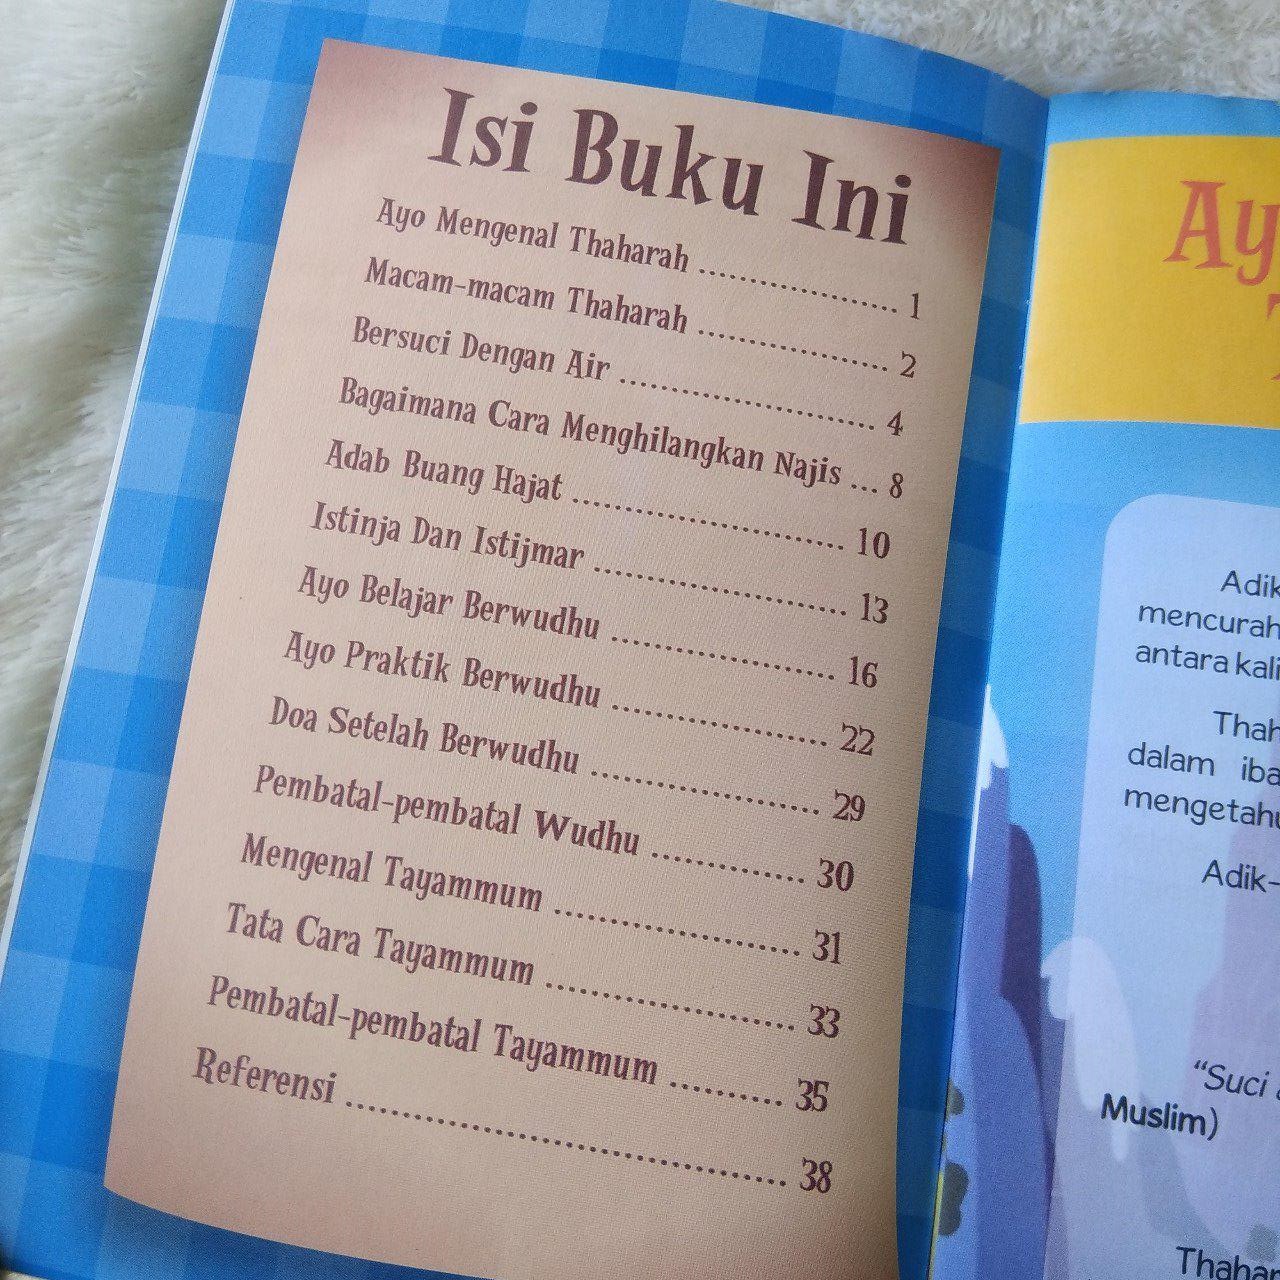 Isi Buku Ini
Ayo Mengenal Thaharah .................... 1
Macam-macam Thaharah ................... 2
Bersuci Dengan Air ......................... 4
Bagaimana Cara Menghilangkan Najis ... 8
Adab Buang Hajat ........................... 10
Istinja Dan Istijmar ......................... 13
Ayo Belajar Berwudhu ...................... 16
Ayo Praktik Berwudhu ...................... 22
Doa Setelah Berwudhu ....................... 29
Pembatal-pembatal Wudhu ............... 30
Mengenal Tayammum ........................ 31
Tata Cara Tayammum ......................... 33
Pembatal-pembatal Tayammum .......... 35
Referensi ............................................ 38
Ay
Adik
mencurah
antara kali
Thah
dalam iba
mengetahu
Adik-
"Suci
Muslim)
Thahar